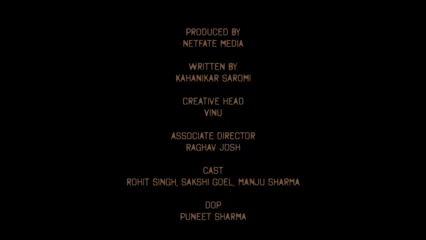 PRODUCED BY
NETFATE MEDIA
WRITTEN BY
KAHANIKAR SAROMI
CREATIVE HEAD
VINU
ASSOCIATE DIRECTOR
RAGHAV JOSH
CAST
ROHIT SINGH, SAKSHI GOEL, MANJU SHARMA
DOP
PUNEET SHARMA